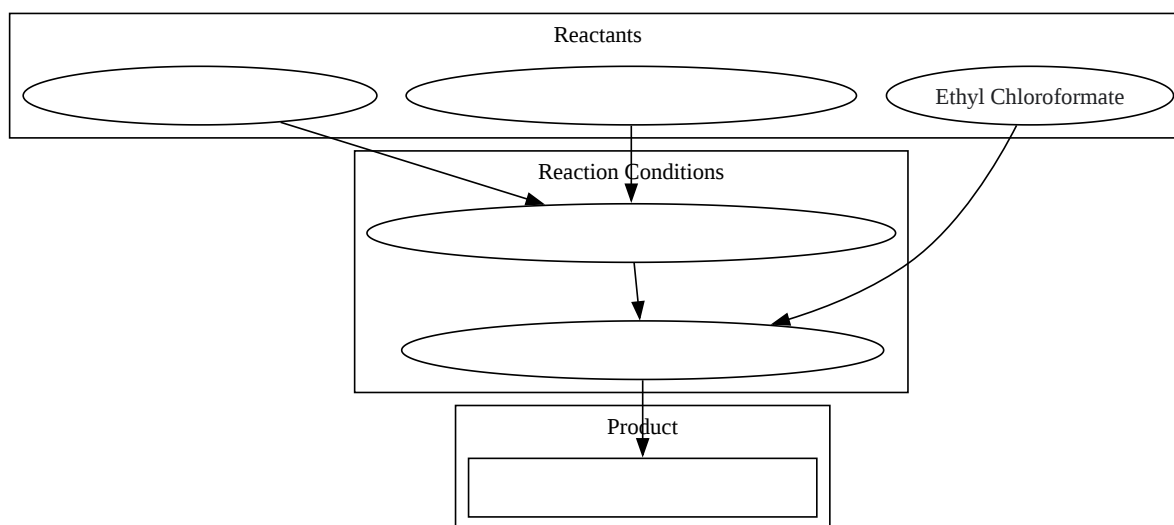 Reactants
Ethyl Chloroformate
Reaction Conditions
Product